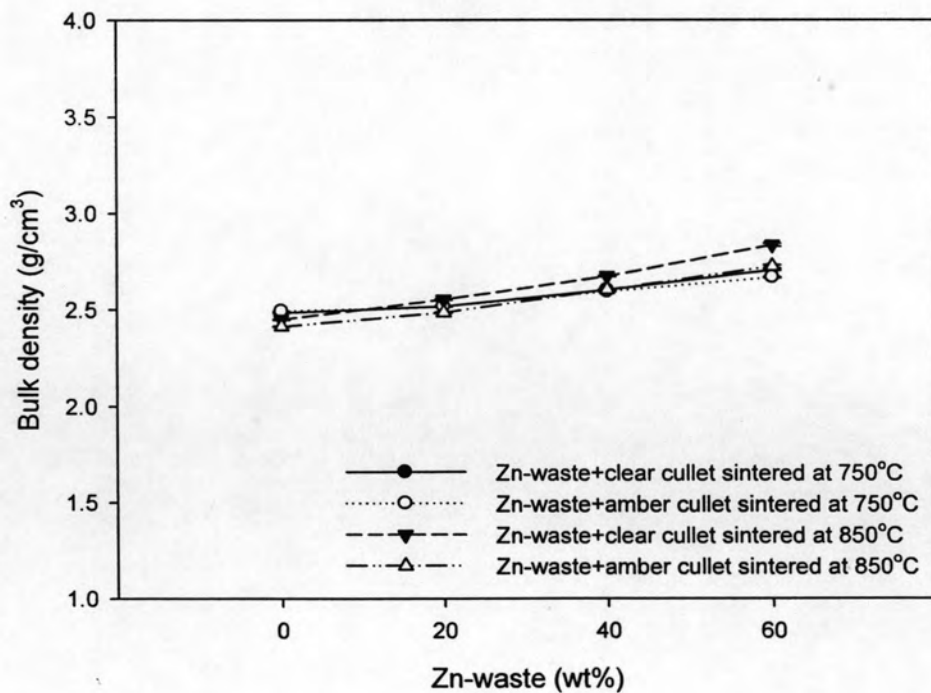 4.0
3.5
3.0
2.5
2.0
1.5
1.0
Bulk density (g/cm³)
Zn-waste+clear cullet sintered at 750°C
Zn-waste+amber cullet sintered at 750°C
Zn-waste+clear cullet sintered at 850°C
Zn-waste+amber cullet sintered at 850°C
0 20 40 60
Zn-waste (wt%)